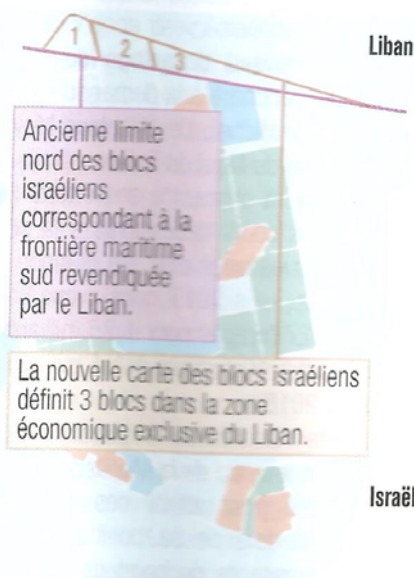 1
2
3
Liban
Ancienne limite
nord des blocs
israéliens
correspondant à la
frontière maritime
sud revendiquée
par le Liban.
La nouvelle carte des blocs israéliens
définit 3 blocs dans la zone
économique exclusive du Liban.
Israël